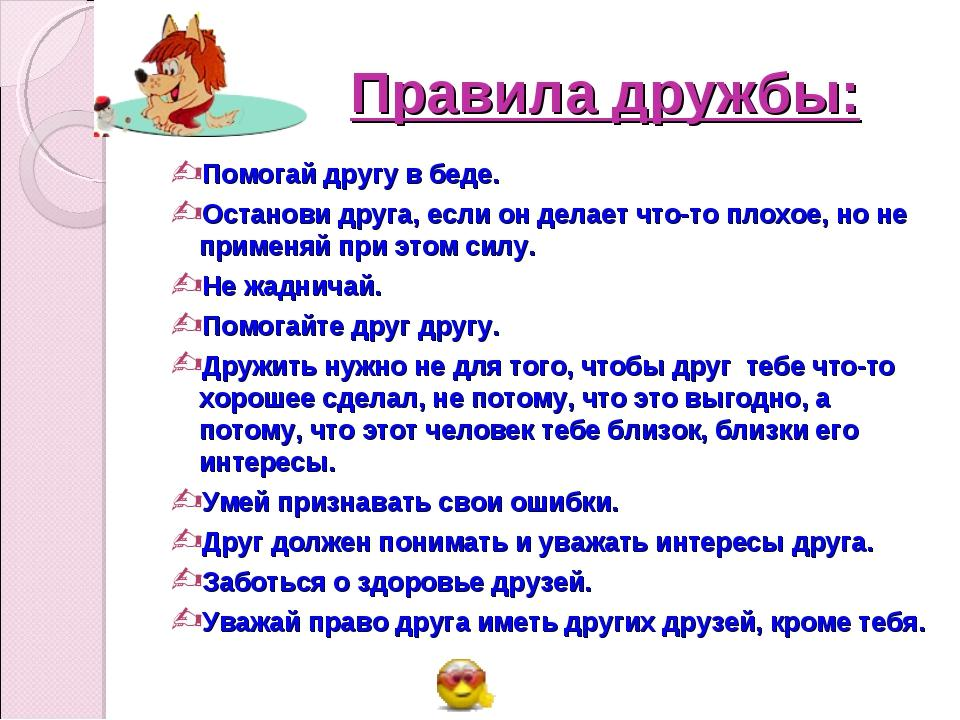 Правила дружбы:
Помогай другу в беде.
Останови друга, если он делает что-то плохое, но не
применяй при этом силу.
Не жадничай.
Помогайте друг другу.
Дружить нужно не для того, чтобы друг тебе что-то
хорошее сделал, не потому, что это выгодно, а
потому, что этот человек тебе близок, близки его
интересы.
Умей признавать свои ошибки.
Друг должен понимать и уважать интересы друга.
Заботься о здоровье друзей.
Уважай право друга иметь других друзей, кроме тебя.